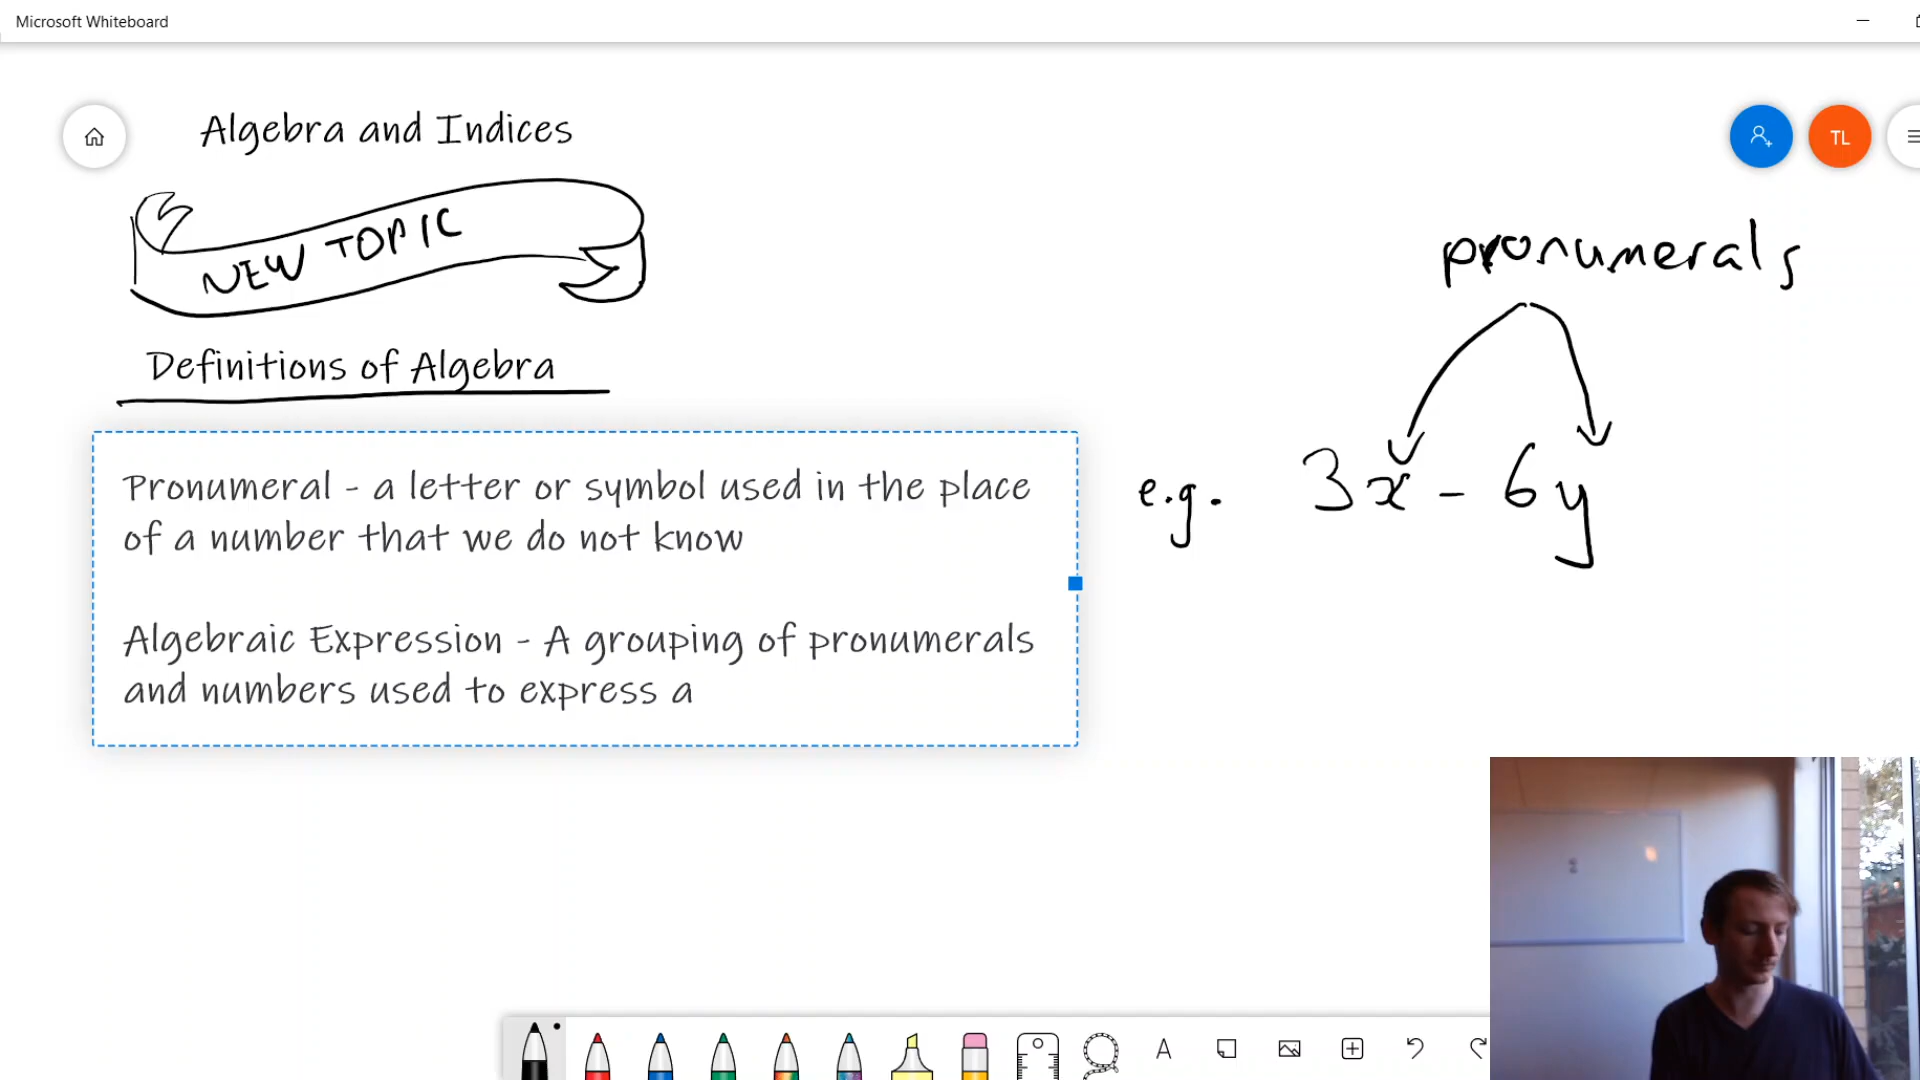 Microsoft Whiteboard
Algebra and Indices
TL
NEW TOPIC
pronumerals
Definitions of Algebra
Pronumeral - a letter or symbol used in the place
of a number that we do not know
e.g. 3x - 6y
Algebraic Expression - A grouping of pronumerals
and numbers used to express a
A